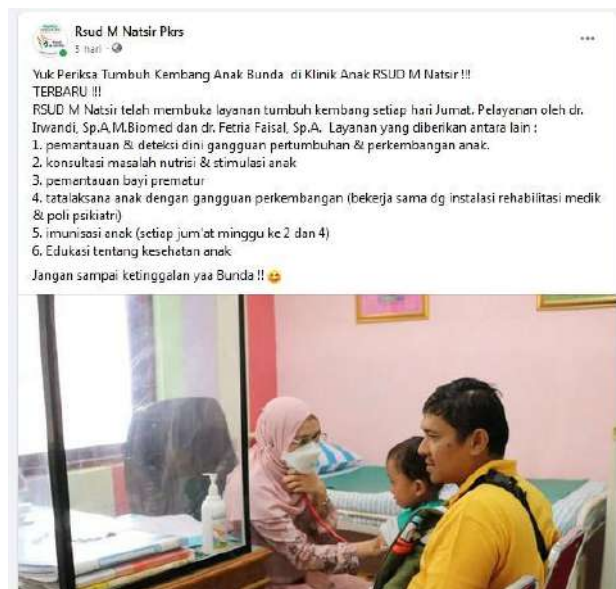 Rsud M Natsir Pkrs
5 hari
Yuk Periksa Tumbuh Kembang Anak Bunda di Klinik Anak RSUD M Natsir !!!
TERBARU !!!
RSUD M Natsir telah membuka layanan tumbuh kembang setiap hari Jumat. Pelayanan oleh dr.
Irwandi, Sp.A.M.Biomed dan dr. Fetria Faisal, Sp.A. Layanan yang diberikan antara lain :
1. pemantauan & deteksi dini gangguan pertumbuhan & perkembangan anak.
2. konsultasi masalah nutrisi & stimulasi anak
3. pemantauan bayi prematur
4. tatalaksana anak dengan gangguan perkembangan (bekerja sama dg instalasi rehabilitasi medik
& poli psikiatri)
5. imunisasi anak (setiap jum'at minggu ke 2 dan 4)
6. Edukasi tentang kesehatan anak
Jangan sampai ketinggalan yaa Bunda !! 😄